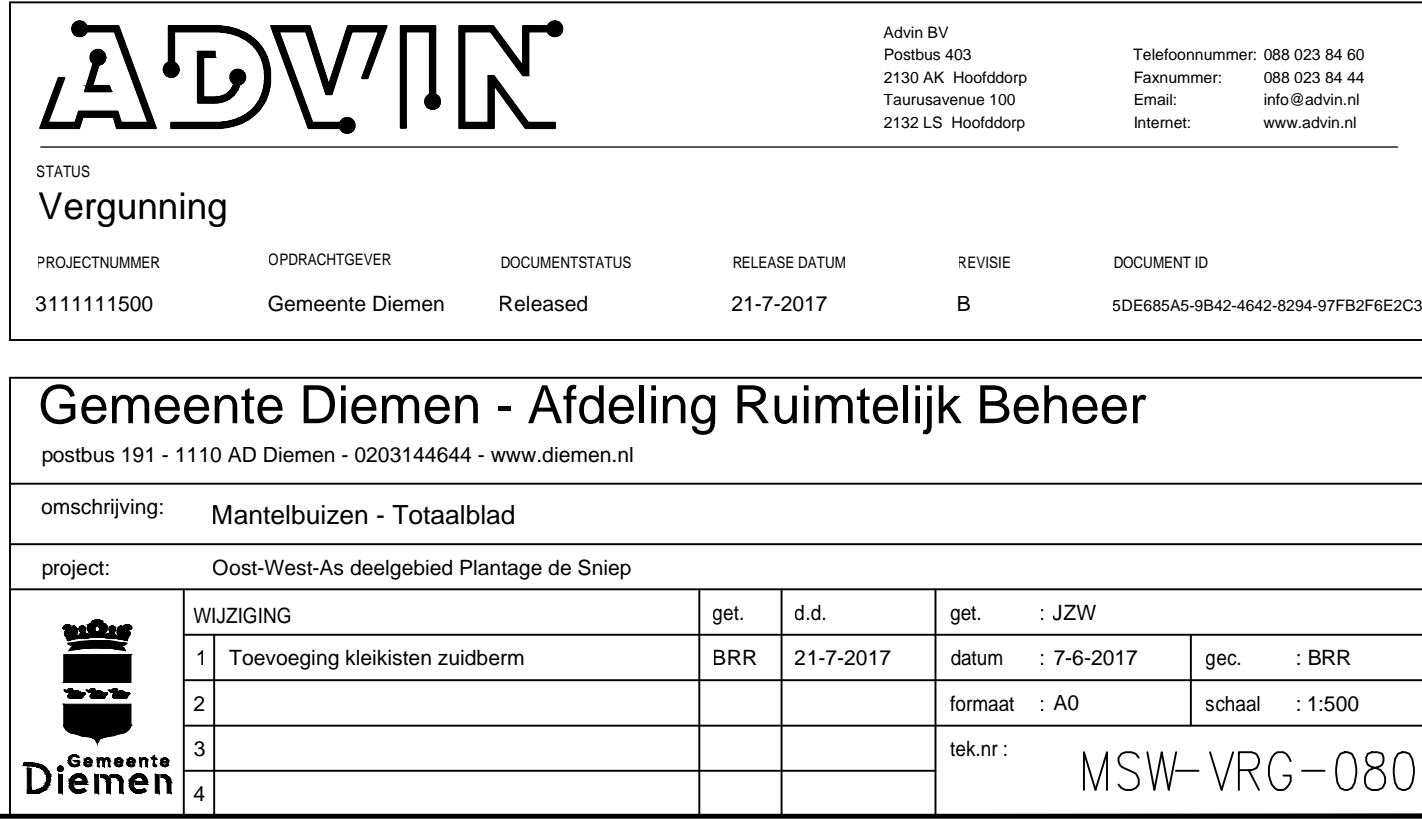 ADVIN
Advin BV
Postbus 403
2130 AK Hoofddorp
Taurusavenue 100
2132 LS Hoofddorp
Telefoonnummer: 088 023 84 60
Faxnummer: 088 023 84 44
Email: info@advin.nl
Internet: www.advin.nl
STATUS
Vergunning
PROJECTNUMMER OPDRACHTGEVER DOCUMENTSTATUS RELEASE DATUM REVISIE DOCUMENT ID
3111111500 Gemeente Diemen Released 21-7-2017 B 5DE685A5-9B42-4642-8294-97FB2F6E2C3
Gemeente Diemen - Afdeling Ruimtelijk Beheer
postbus 191 - 1110 AD Diemen - 0203144644 - www.diemen.nl
omschrijving: Mantelbuizen - Totaalblad
project: Oost-West-As deelgebied Plantage de Sniep
WIJZIGING get. d.d. get. : JZW
1 Toevoeging kleikisten zuidberm BRR 21-7-2017 datum : 7-6-2017 gec. : BRR
2 formaat : A0 schaal : 1:500
3 tek.nr : MSW-VRG-080
4
Gemeente
Diemen